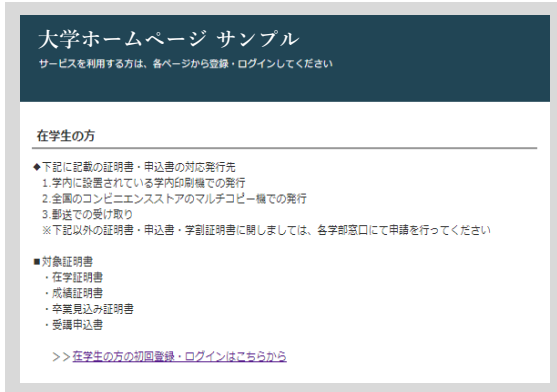 大学ホームページ サンプル
サービスを利用する方は、各ページから登録・ログインしてください
在学生の方
◆下記に記載の証明書・申込書の対応発行先
1.学内に設置されている学内印刷機での発行
2.全国のコンビニエンスストアのマルチコピー機での発行
3.郵送での受け取り
※下記以外の証明書・申込書・学割証明書に関しましては、各学部窓口にて申請を行ってください
■対象証明書
・在学証明書
・成績証明書
・卒業見込み証明書
・受講申込書
>>在学生の方の初回登録・ログインはこちらから